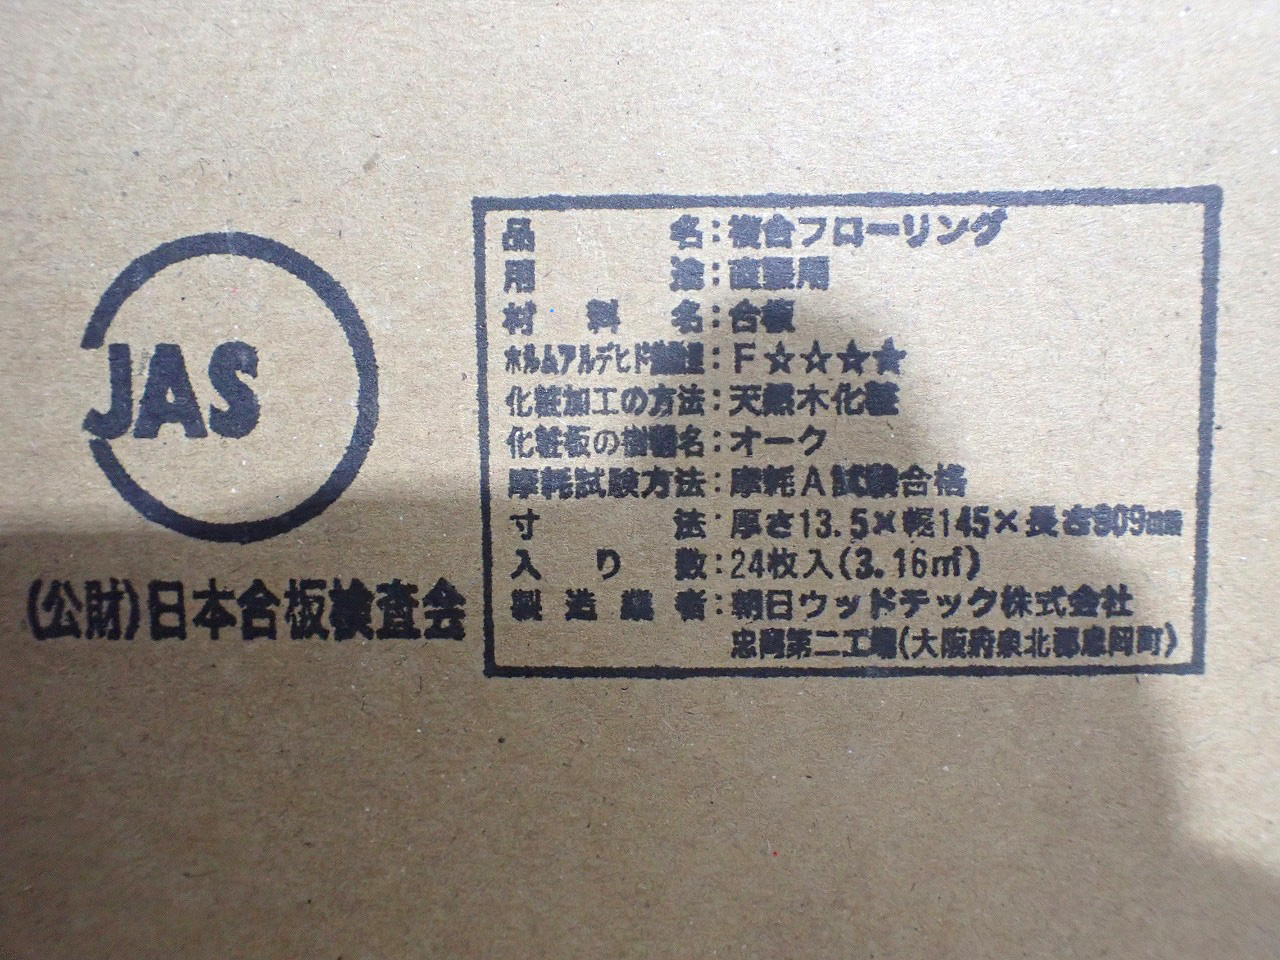 JAS
(公財)日本合板検査会
品名:複合フローリング
用途:直張用
材料名:合板
ホルムアルデヒド放散量:F☆☆☆☆
化粧加工の方法:天然木化粧
化粧板の樹種名:オーク
摩耗試験方法:摩耗A試験合格
寸法:厚さ13.5×幅145×長さ909mm
入り数:24枚入(3.16㎡)
製造業者:朝日ウッドテック株式会社
忠岡第二工場(大阪府泉北郡忠岡町)